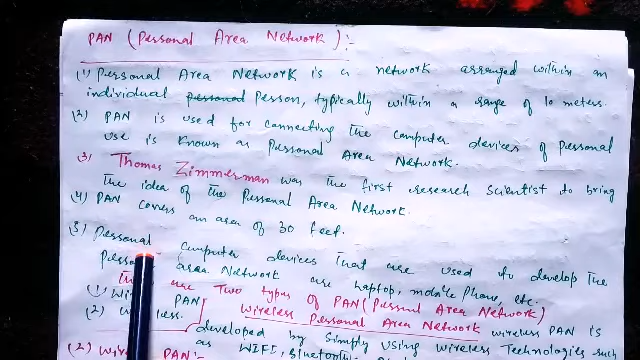 PAN (Personal Area Network):-
(1) Personal Area Network is a network arranged within an
individual personal Person, typically within a range of 10 meters.
(2) PAN is used for connecting the computer devices of personal
use is known as Personal Area Network.
(3) Thomas Zimmerman was the first research scientist to bring
the idea of the Personal Area Network.
(4) PAN covers an area of 30 feet.
(5) Personal computer devices that are used to develop the
area Network are laptop, mobile phone, etc.
are Two types of PAN (Personal Area Network)
(1) PAN
Wireless Personal Area Network wireless PAN is
(2)
developed by simply using wireless Technologies such
as WIFI, Bluetooth
(2) PAN:-